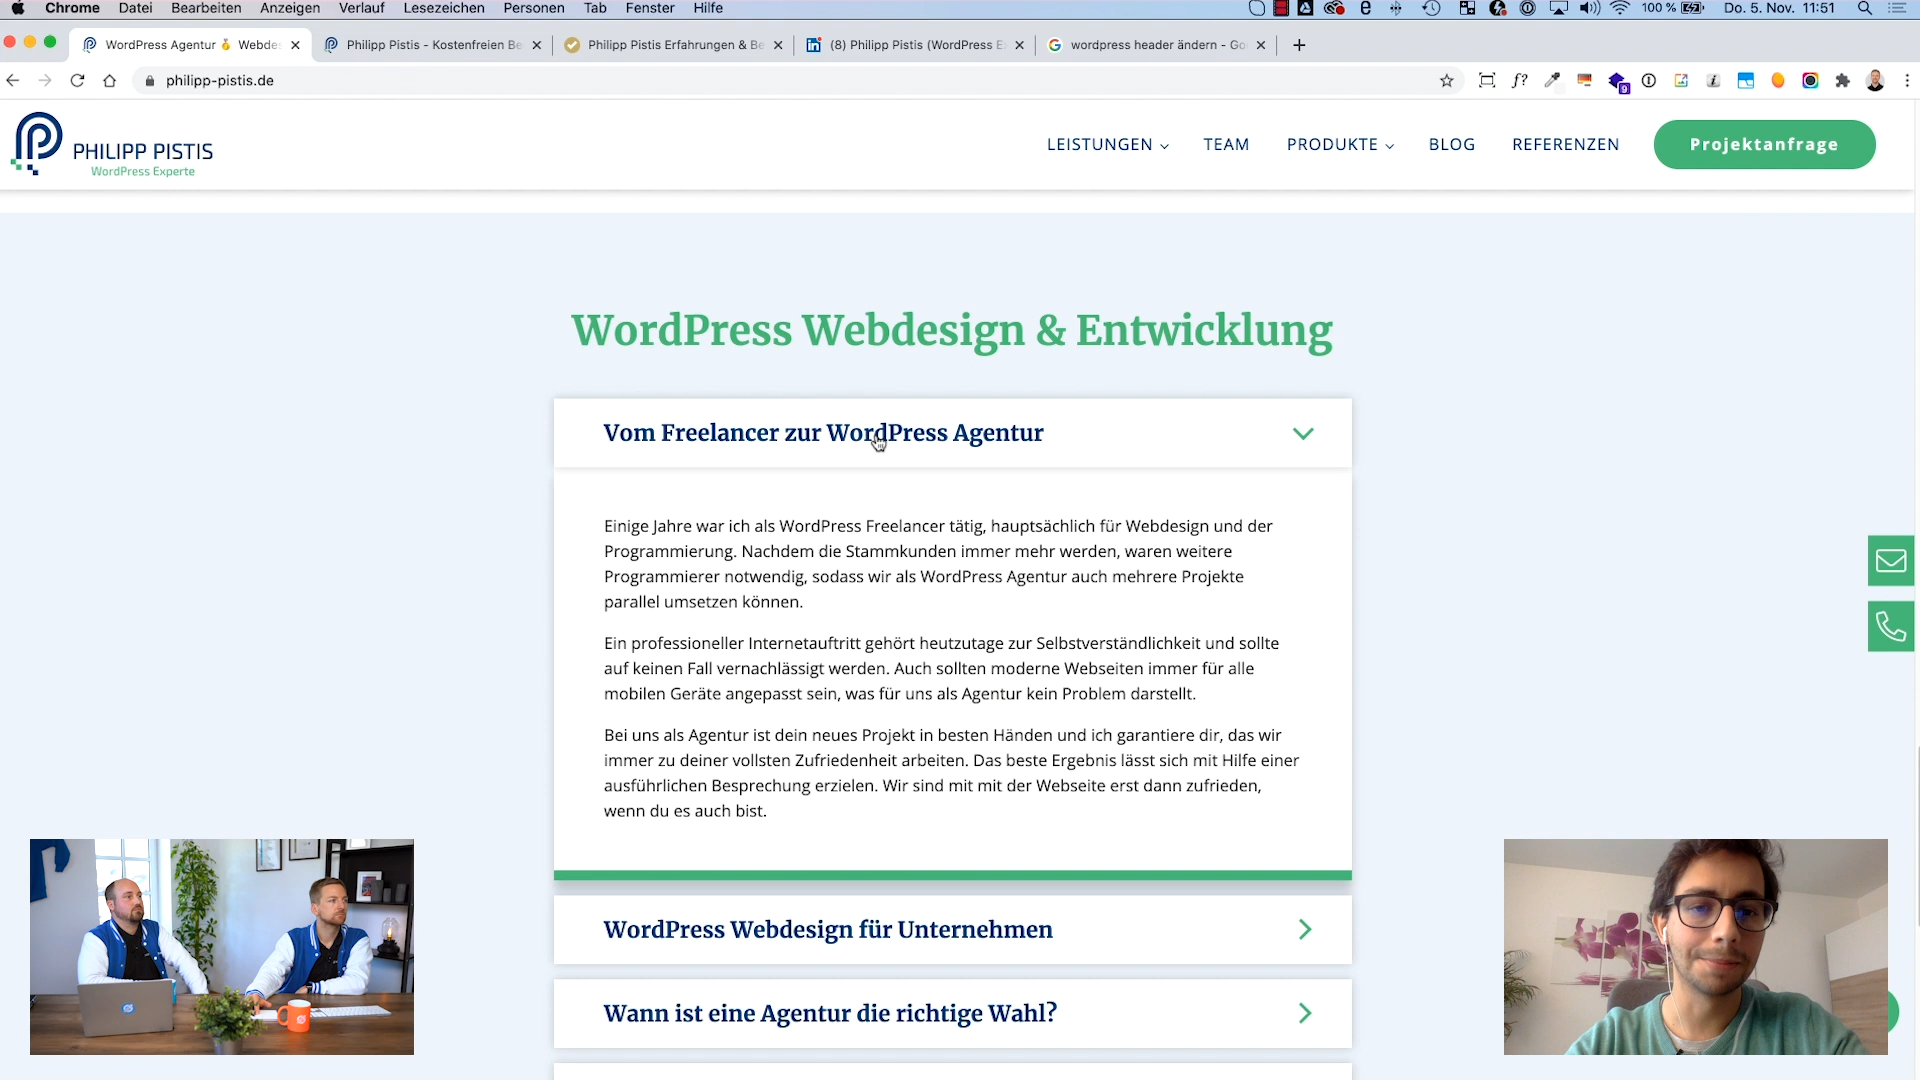 Chrome Datei Bearbeiten Anzeigen Verlauf Lesezeichen Personen Tab Fenster Hilfe 100 % Do. 5. Nov. 11:51
WordPress Agentur 🥇 Webde
Philipp Pistis - Kostenfreien Be
Philipp Pistis Erfahrungen & Be
(8) Philipp Pistis (WordPress E
wordpress header ändern - Go
philipp-pistis.de
f?
9
PHILIPP PISTIS
WordPress Experte
LEISTUNGEN TEAM PRODUKTE BLOG REFERENZEN Projektanfrage
WordPress Webdesign & Entwicklung
Vom Freelancer zur WordPress Agentur
Einige Jahre war ich als WordPress Freelancer tätig, hauptsächlich für Webdesign und der
Programmierung. Nachdem die Stammkunden immer mehr werden, waren weitere
Programmierer notwendig, sodass wir als WordPress Agentur auch mehrere Projekte
parallel umsetzen können.
Ein professioneller Internetauftritt gehört heutzutage zur Selbstverständlichkeit und sollte
auf keinen Fall vernachlässigt werden. Auch sollten moderne Webseiten immer für alle
mobilen Geräte angepasst sein, was für uns als Agentur kein Problem darstellt.
Bei uns als Agentur ist dein neues Projekt in besten Händen und ich garantiere dir, das wir
immer zu deiner vollsten Zufriedenheit arbeiten. Das beste Ergebnis lässt sich mit Hilfe einer
ausführlichen Besprechung erzielen. Wir sind mit mit der Webseite erst dann zufrieden,
wenn du es auch bist.
WordPress Webdesign für Unternehmen
Wann ist eine Agentur die richtige Wahl?